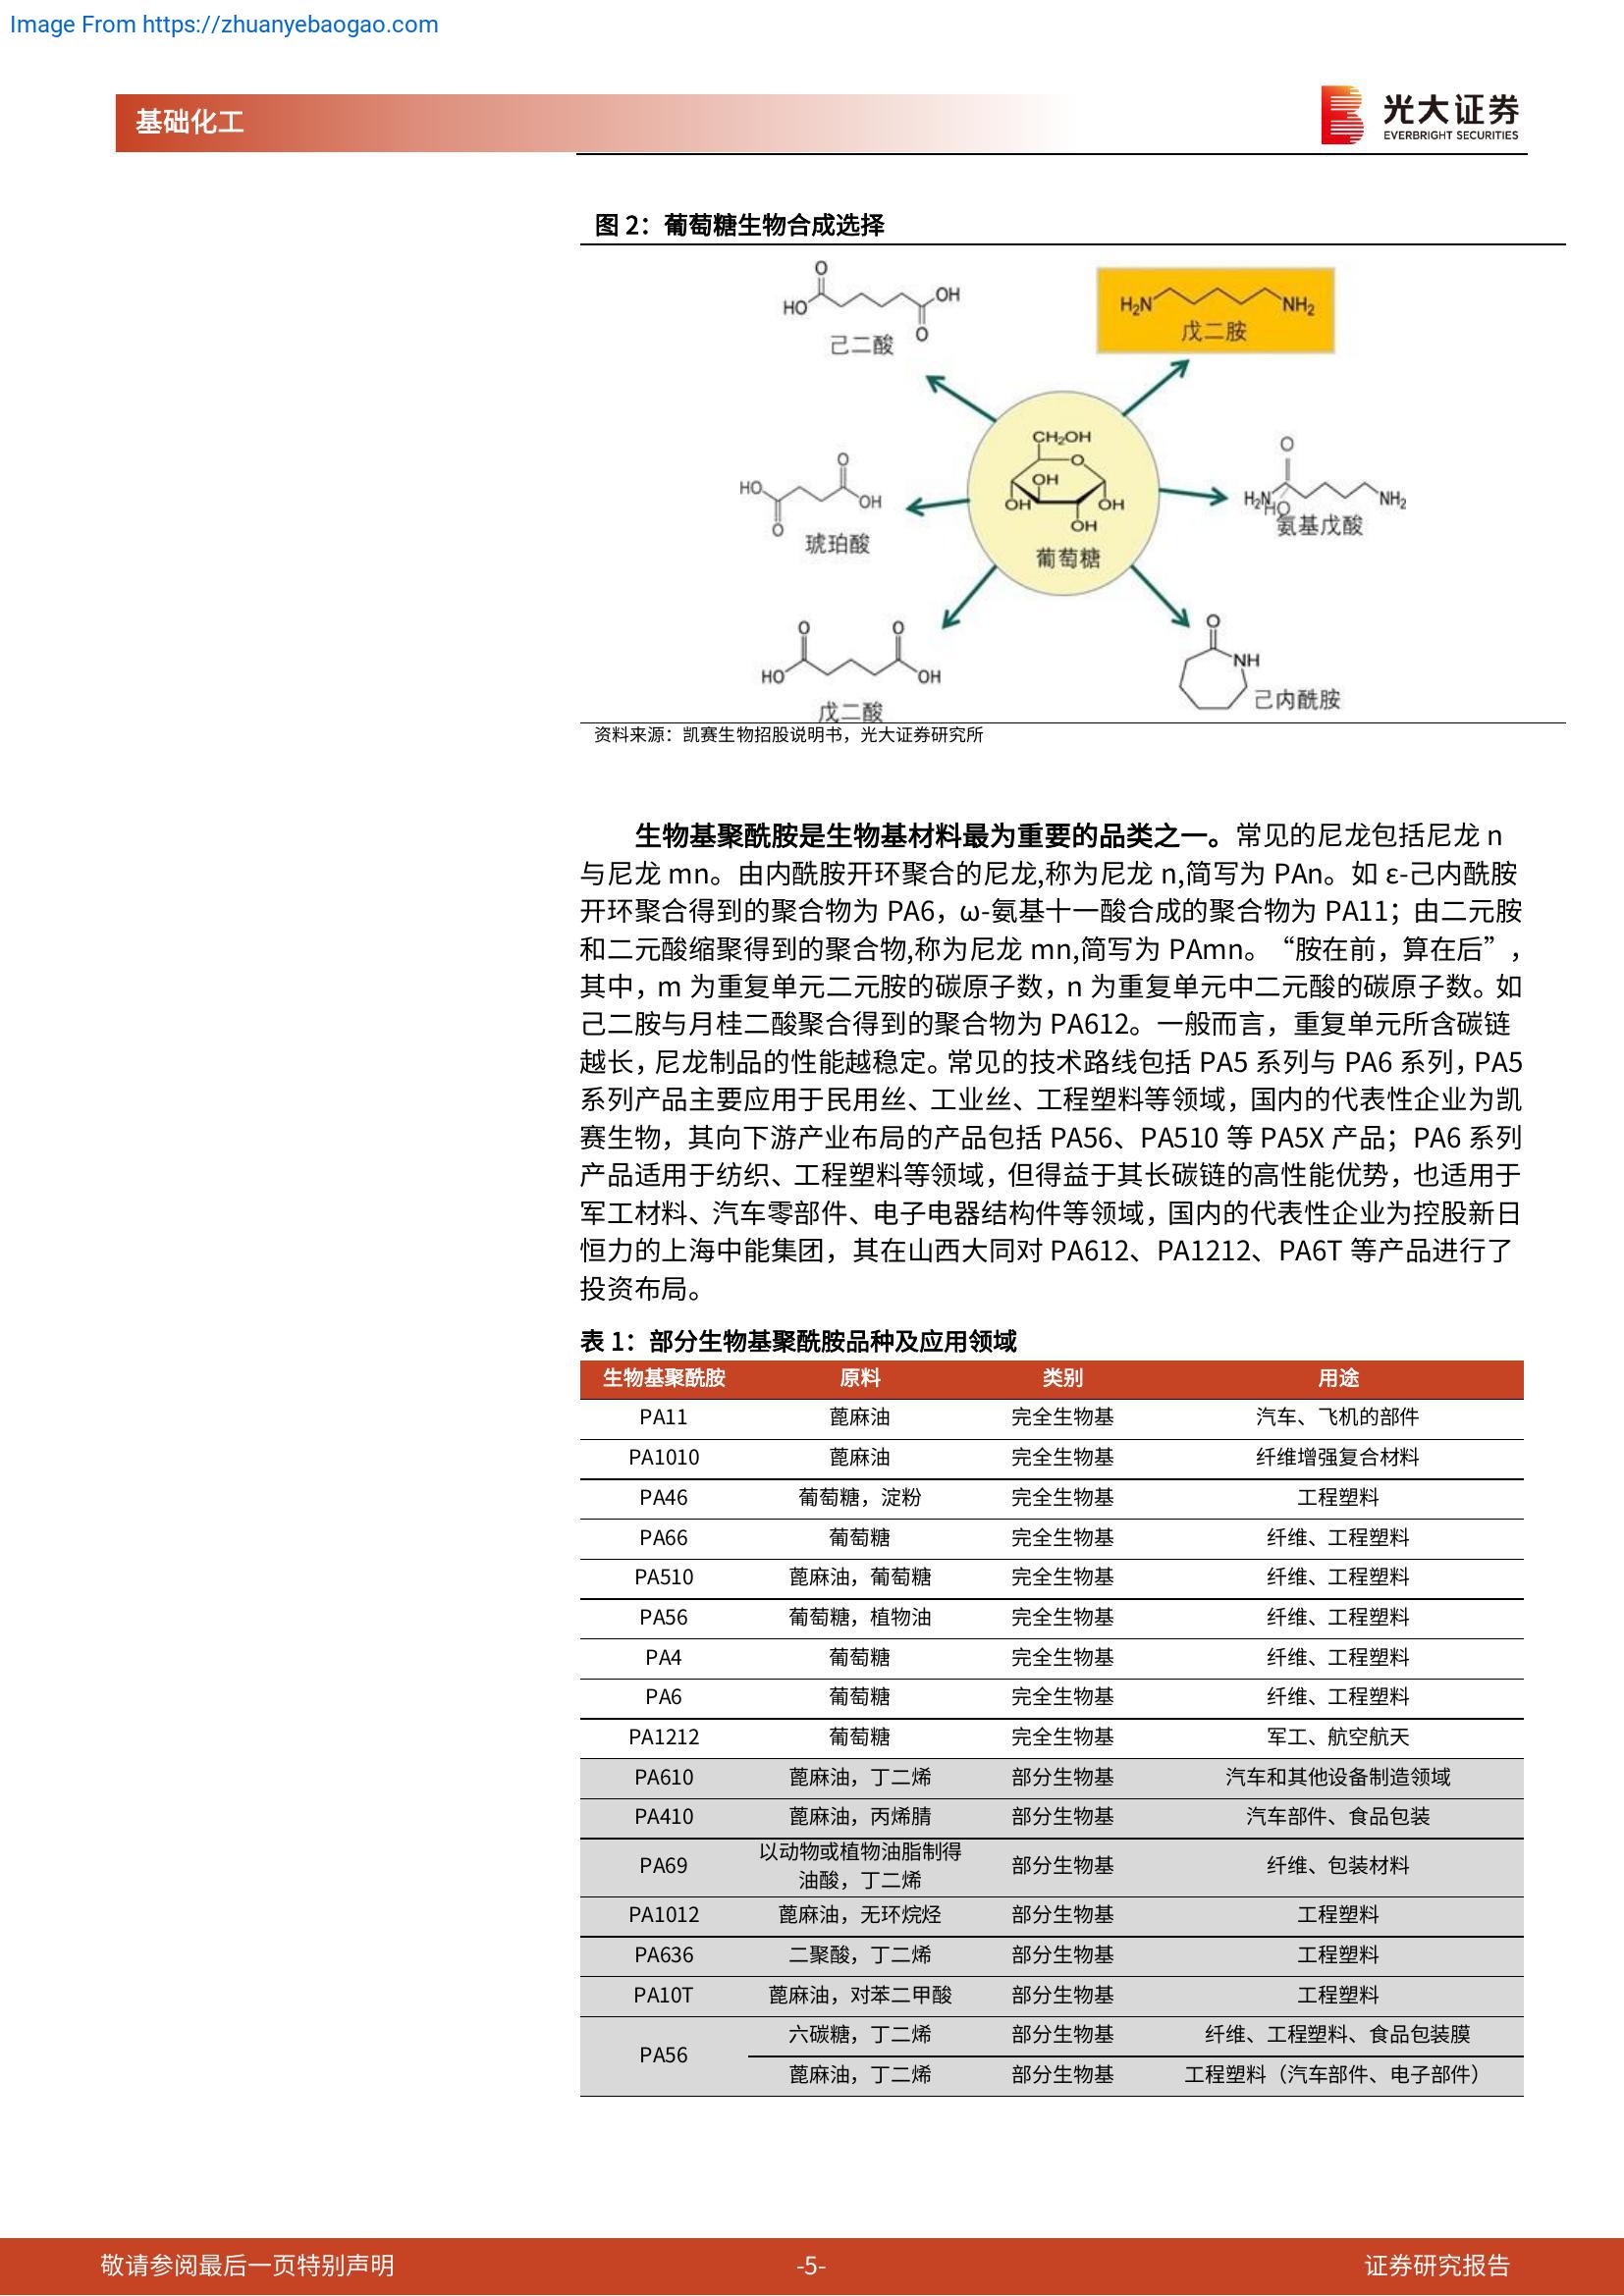 Image From https://zhuanyebaogao.com
基础化工
光大证券
EVERBRIGHT SECURITIES
图 2：葡萄糖生物合成选择
O
HO
OH
O
己二酸
H₂N
NH₂
戊二胺
CH₂OH
O
OH
OH
OH
OH
葡萄糖
HO
O
O
OH
琥珀酸
O
H₂N
HO
NH₂
氨基戊酸
O
O
HO
OH
戊二酸
O
NH
己内酰胺
资料来源：凯赛生物招股说明书，光大证券研究所
生物基聚酰胺是生物基材料最为重要的品类之一。常见的尼龙包括尼龙 n
与尼龙 mn。由内酰胺开环聚合的尼龙,称为尼龙 n,简写为 PAn。如 ε-己内酰胺
开环聚合得到的聚合物为 PA6，ω-氨基十一酸合成的聚合物为 PA11；由二元胺
和二元酸缩聚得到的聚合物,称为尼龙 mn,简写为 PAmn。“胺在前，算在后”，
其中，m 为重复单元二元胺的碳原子数，n 为重复单元中二元酸的碳原子数。如
己二胺与月桂二酸聚合得到的聚合物为 PA612。一般而言，重复单元所含碳链
越长，尼龙制品的性能越稳定。常见的技术路线包括 PA5 系列与 PA6 系列，PA5
系列产品主要应用于民用丝、工业丝、工程塑料等领域，国内的代表性企业为凯
赛生物，其向下游产业布局的产品包括 PA56、PA510 等 PA5X 产品；PA6 系列
产品适用于纺织、工程塑料等领域，但得益于其长碳链的高性能优势，也适用于
军工材料、汽车零部件、电子电器结构件等领域，国内的代表性企业为控股新日
恒力的上海中能集团，其在山西大同对 PA612、PA1212、PA6T 等产品进行了
投资布局。
表 1：部分生物基聚酰胺品种及应用领域
生物基聚酰胺 原料 类别 用途
PA11 蓖麻油 完全生物基 汽车、飞机的部件
PA1010 蓖麻油 完全生物基 纤维增强复合材料
PA46 葡萄糖，淀粉 完全生物基 工程塑料
PA66 葡萄糖 完全生物基 纤维、工程塑料
PA510 蓖麻油，葡萄糖 完全生物基 纤维、工程塑料
PA56 葡萄糖，植物油 完全生物基 纤维、工程塑料
PA4 葡萄糖 完全生物基 纤维、工程塑料
PA6 葡萄糖 完全生物基 纤维、工程塑料
PA1212 葡萄糖 完全生物基 军工、航空航天
PA610 蓖麻油，丁二烯 部分生物基 汽车和其他设备制造领域
PA410 蓖麻油，丙烯腈 部分生物基 汽车部件、食品包装
PA69 以动物或植物油脂制得
油酸，丁二烯 部分生物基 纤维、包装材料
PA1012 蓖麻油，无环烷烃 部分生物基 工程塑料
PA636 二聚酸，丁二烯 部分生物基 工程塑料
PA10T 蓖麻油，对苯二甲酸 部分生物基 工程塑料
PA56 六碳糖，丁二烯 部分生物基 纤维、工程塑料、食品包装膜
蓖麻油，丁二烯 部分生物基 工程塑料（汽车部件、电子部件）
敬请参阅最后一页特别声明 -5- 证券研究报告